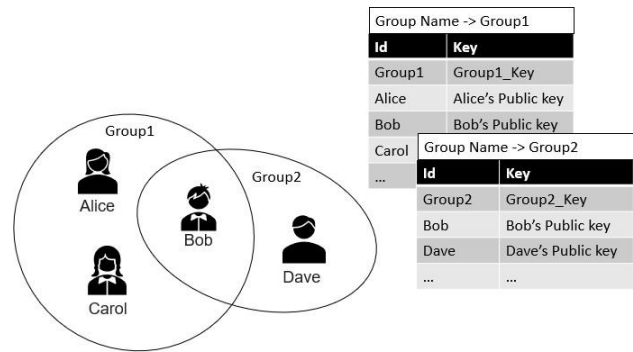 Group1
Alice
Carol
Bob
Group2
Dave
Group Name -> Group1
Id Key
Group1 Group1_Key
Alice Alice’s Public key
Bob Bob’s Public key
Carol
...
Group Name -> Group2
Id Key
Group2 Group2_Key
Bob Bob’s Public key
Dave Dave’s Public key
... ...